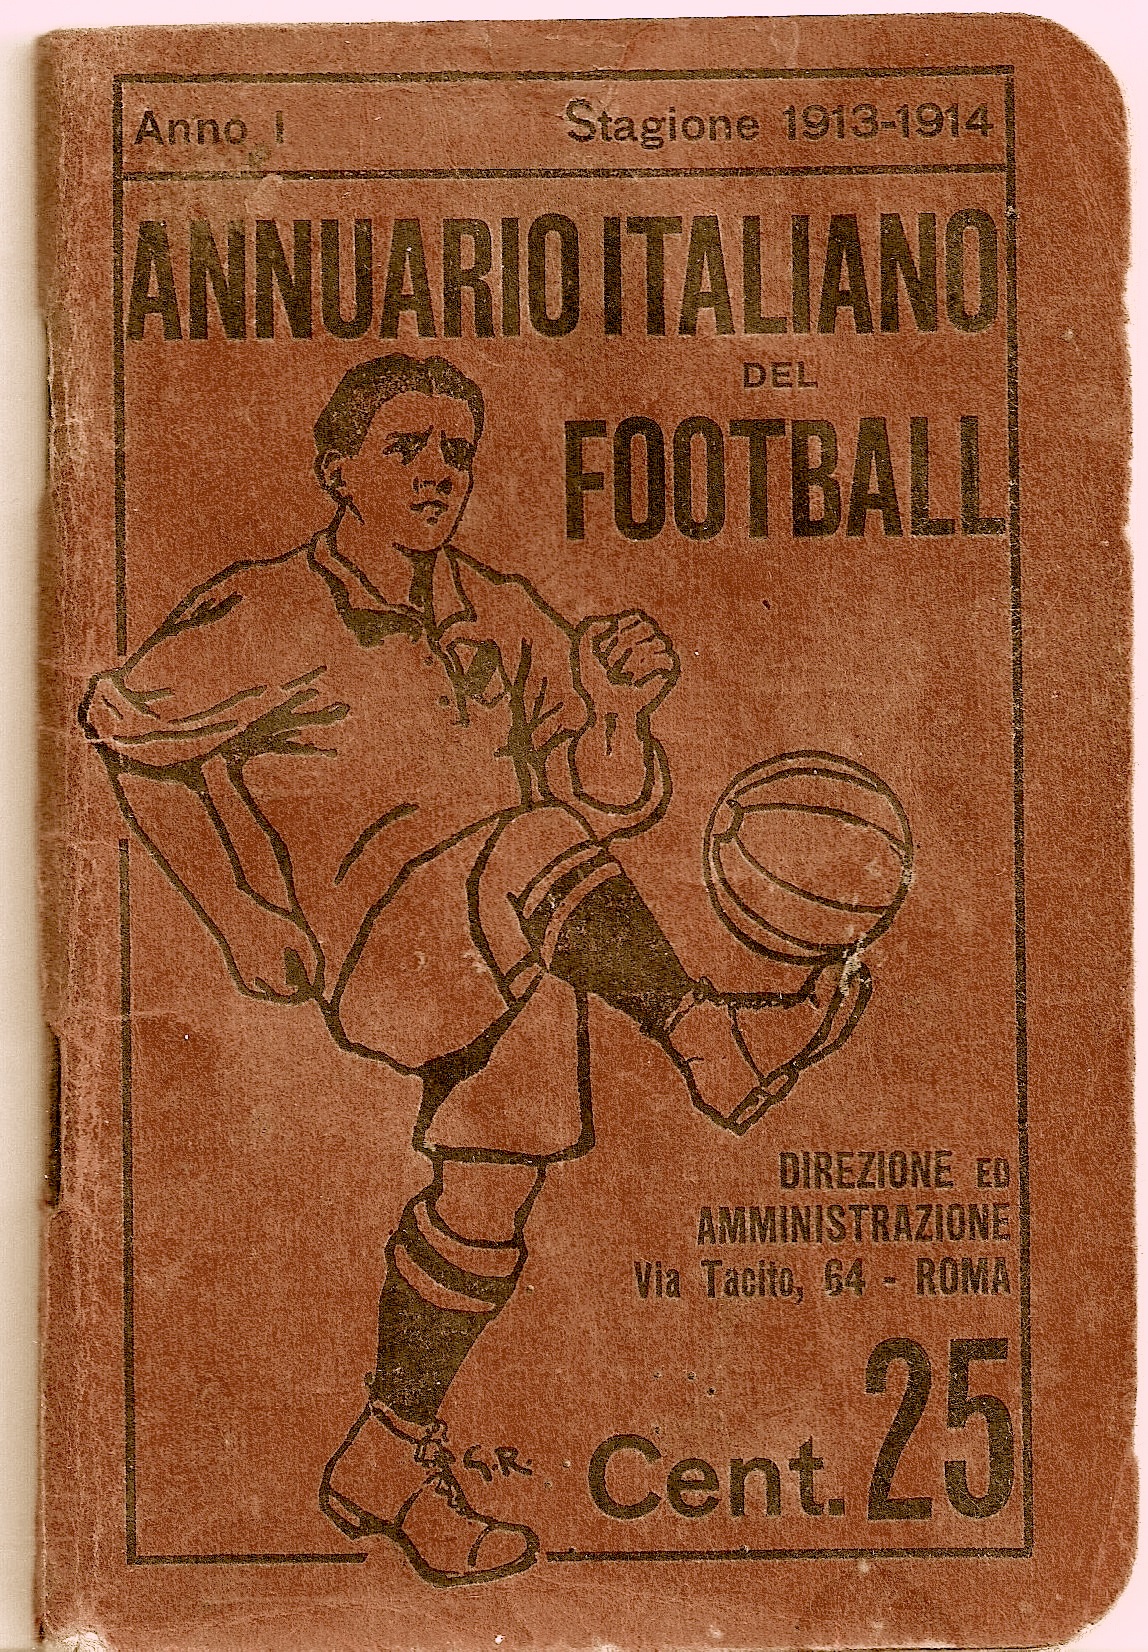 Anno I
Stagione 1913-1914
ANNUARIO ITALIANO
DEL
FOOTBALL
DIREZIONE ED
AMMINISTRAZIONE
Via Tacito, 64 - ROMA
G.R.
Cent. 25